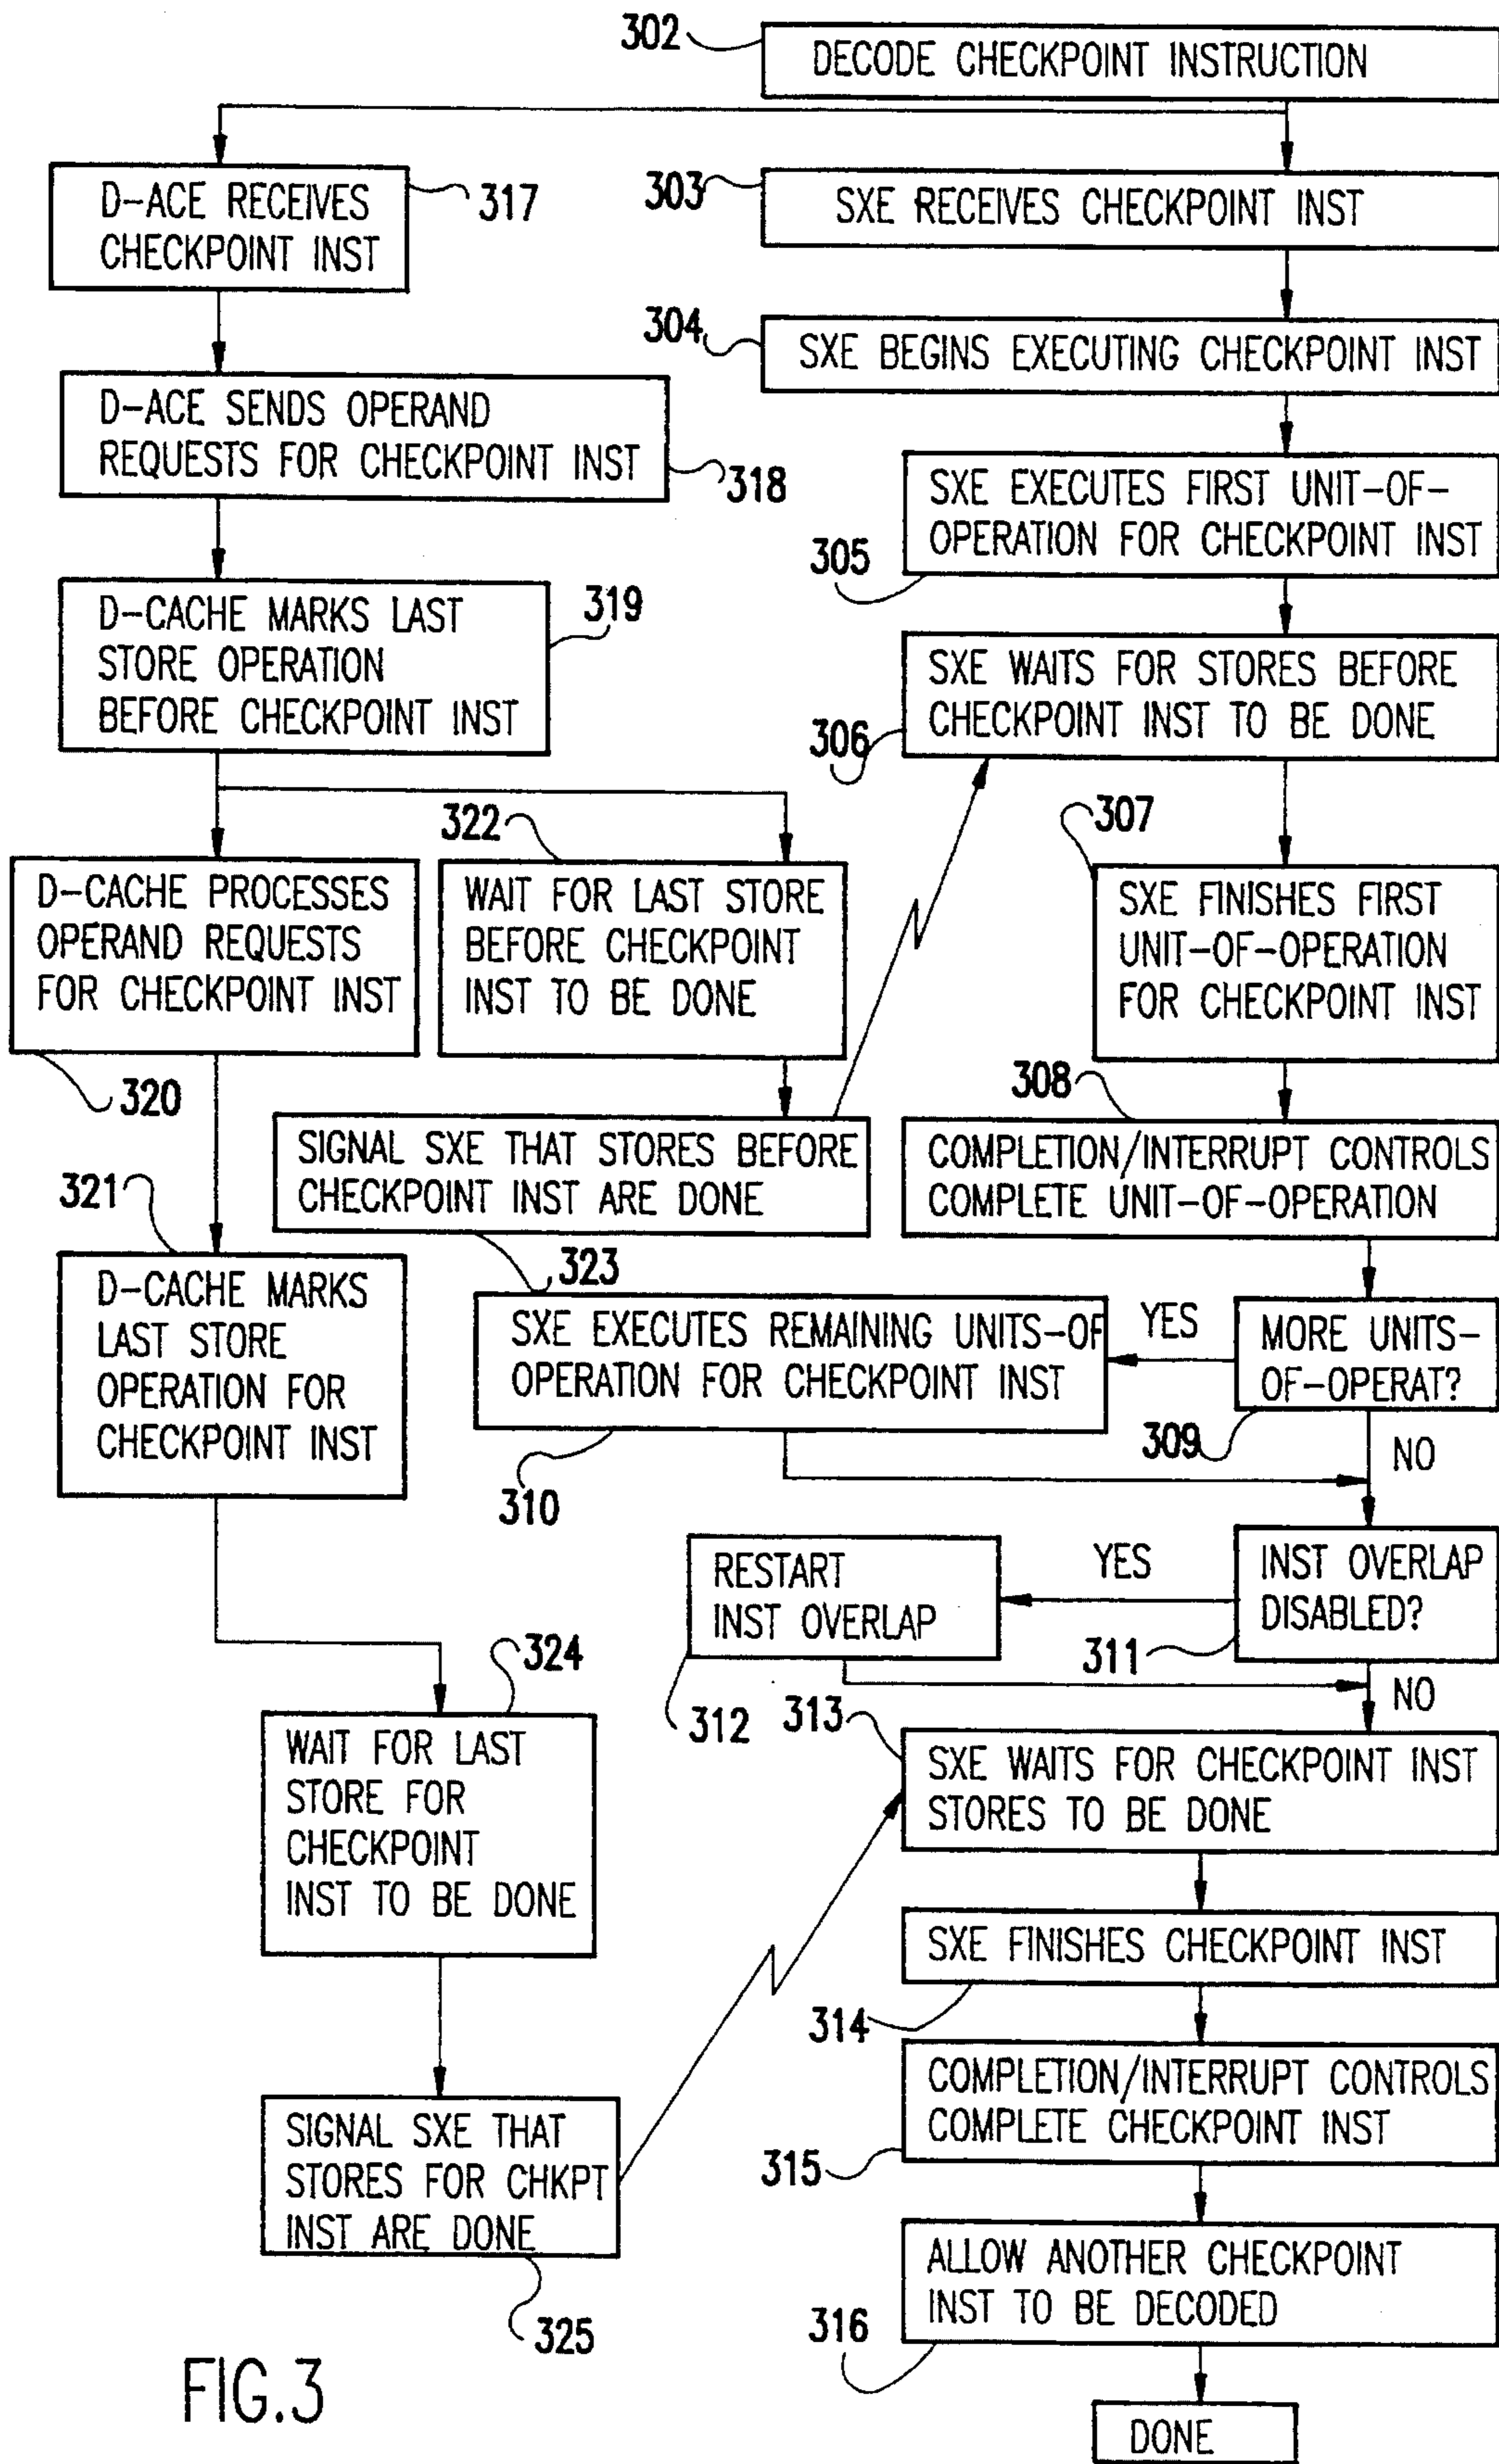 302
DECODE CHECKPOINT INSTRUCTION
D-ACE RECEIVES
CHECKPOINT INST
317
303
SXE RECEIVES CHECKPOINT INST
304
SXE BEGINS EXECUTING CHECKPOINT INST
D-ACE SENDS OPERAND
REQUESTS FOR CHECKPOINT INST
318
SXE EXECUTES FIRST UNIT-OF-
OPERATION FOR CHECKPOINT INST
305
D-CACHE MARKS LAST
STORE OPERATION
BEFORE CHECKPOINT INST
319
SXE WAITS FOR STORES BEFORE
CHECKPOINT INST TO BE DONE
306
307
322
D-CACHE PROCESSES
OPERAND REQUESTS
FOR CHECKPOINT INST
320
WAIT FOR LAST STORE
BEFORE CHECKPOINT
INST TO BE DONE
SXE FINISHES FIRST
UNIT-OF-OPERATION
FOR CHECKPOINT INST
308
SIGNAL SXE THAT STORES BEFORE
CHECKPOINT INST ARE DONE
323
COMPLETION/INTERRUPT CONTROLS
COMPLETE UNIT-OF-OPERATION
321
D-CACHE MARKS
LAST STORE
OPERATION FOR
CHECKPOINT INST
SXE EXECUTES REMAINING UNITS-OF
OPERATION FOR CHECKPOINT INST
310
YES
MORE UNITS-
OF-OPERAT?
309
NO
RESTART
INST OVERLAP
312
YES
INST OVERLAP
DISABLED?
311
NO
324
WAIT FOR LAST
STORE FOR
CHECKPOINT
INST TO BE DONE
313
SXE WAITS FOR CHECKPOINT INST
STORES TO BE DONE
SXE FINISHES CHECKPOINT INST
314
SIGNAL SXE THAT
STORES FOR CHKPT
INST ARE DONE
325
COMPLETION/INTERRUPT CONTROLS
COMPLETE CHECKPOINT INST
315
ALLOW ANOTHER CHECKPOINT
INST TO BE DECODED
316
DONE
FIG.3